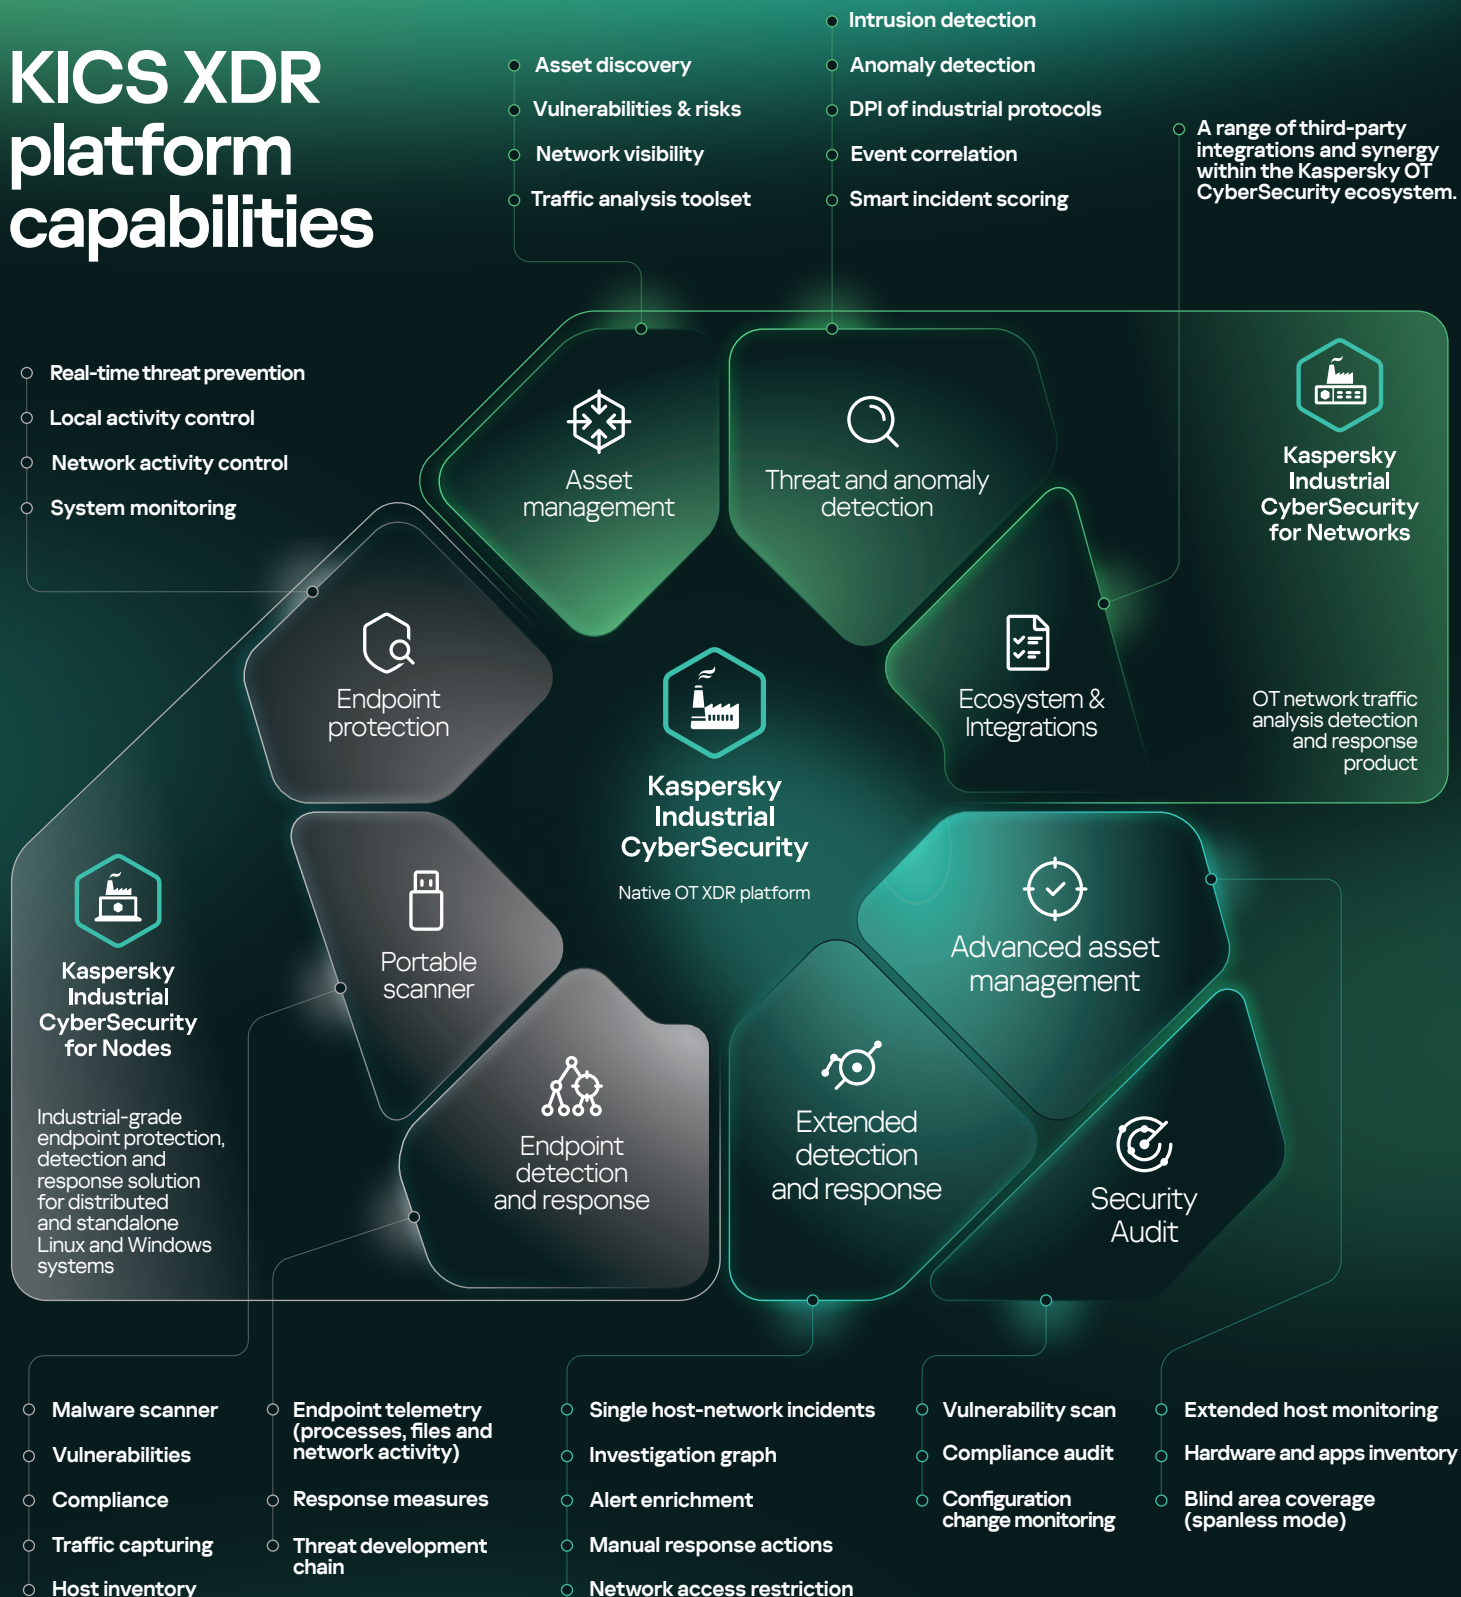 KICS XDR
platform
capabilities
Asset discovery
Vulnerabilities & risks
Network visibility
Traffic analysis toolset
Intrusion detection
Anomaly detection
DPI of industrial protocols
Event correlation
Smart incident scoring
A range of third-party
integrations and synergy
within the Kaspersky OT
CyberSecurity ecosystem.
Real-time threat prevention
Local activity control
Network activity control
System monitoring
Asset
management
Threat and anomaly
detection
Kaspersky
Industrial
CyberSecurity
for Networks
OT network traffic
analysis detection
and response
product
Endpoint
protection
Ecosystem &
Integrations
Kaspersky
Industrial
CyberSecurity
Native OT XDR platform
Portable
scanner
Advanced asset
management
Kaspersky
Industrial
CyberSecurity
for Nodes
Industrial-grade
endpoint protection,
detection and
response solution
for distributed
and standalone
Linux and Windows
systems
Endpoint
detection
and response
Extended
detection
and response
Security
Audit
Malware scanner
Vulnerabilities
Compliance
Traffic capturing
Host inventory
Endpoint telemetry
(processes, files and
network activity)
Response measures
Threat development
chain
Single host-network incidents
Investigation graph
Alert enrichment
Manual response actions
Network access restriction
Vulnerability scan
Compliance audit
Configuration
change monitoring
Extended host monitoring
Hardware and apps inventory
Blind area coverage
(spanless mode)